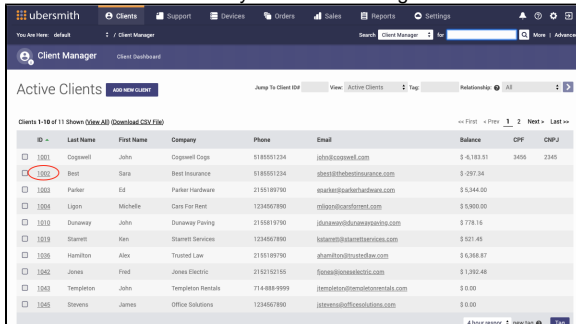 ubersmith Clients Support Devices Orders Sales Reports Settings
You Are Here: default / Client Manager Search Client Manager for Q More | Advance
Client Manager Client Dashboard
Active Clients ADD NEW CLIENT Jump To Client ID# View: Active Clients Tag: Relationship: All
Clients 1-10 of 11 Shown (View All) (Download CSV File) << First < Prev 1 2 Next > Last >>
ID Last Name First Name Company Phone Email Balance CPF CNPJ
1001 Cogswell John Cogswell Cogs 5185551234 john@cogswell.com $ -6,183.51 3456 2345
1002 Best Sara Best Insurance 5185551234 sbest@thebestinsurance.com $ -297.34
1003 Parker Ed Parker Hardware 2155189790 eparker@parkerhardware.com $ 5,344.00
1004 Ligon Michelle Cars For Rent 1234567890 mligon@carsforrent.com $ 5,900.00
1010 Dunaway John Dunaway Paving 2155819790 jdunaway@dunawaypaving.com $ 778.16
1019 Starrett Ken Starrett Services 1234569890 kstarrett@starrettservices.com $ 521.45
1036 Hamilton Alex Trusted Law 2155189790 ahamilton@trustedlaw.com $ 6,368.87
1042 Jones Fred Jones Electric 2152152155 fjones@joneselectric.com $ 1,392.48
1043 Templeton John Templeton Rentals 714-888-9999 jtempleton@templetonrentals.com $ 0.00
1045 Stevens James Office Solutions 1234567890 jstevens@officesolutions.com $ 0.00
4 hour respor new tag Tag